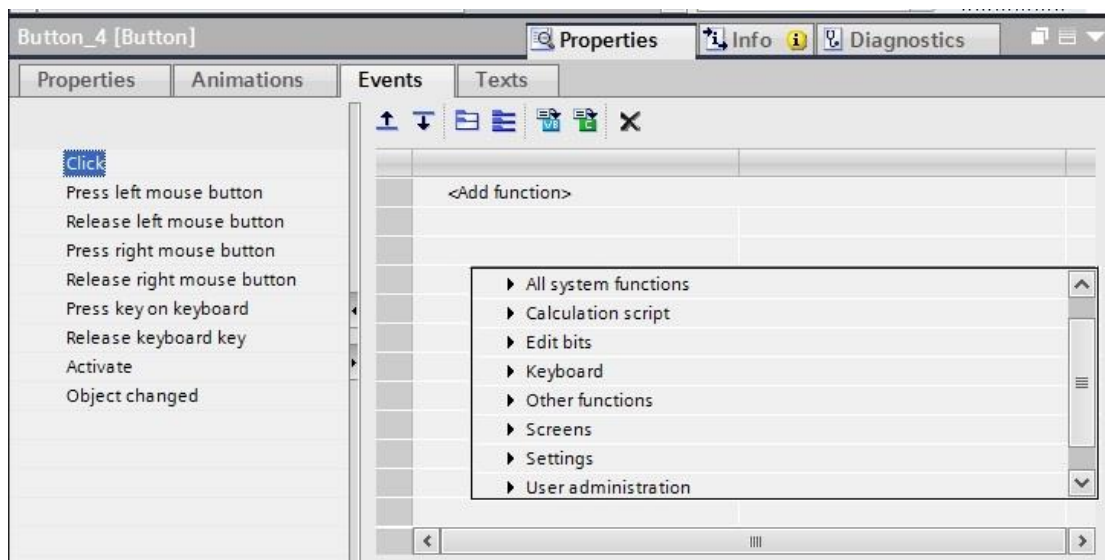 Button_4 [Button]
Properties Info Diagnostics
Properties Animations Events Texts
Click
Press left mouse button
Release left mouse button
Press right mouse button
Release right mouse button
Press key on keyboard
Release keyboard key
Activate
Object changed
<Add function>
All system functions
Calculation script
Edit bits
Keyboard
Other functions
Screens
Settings
User administration